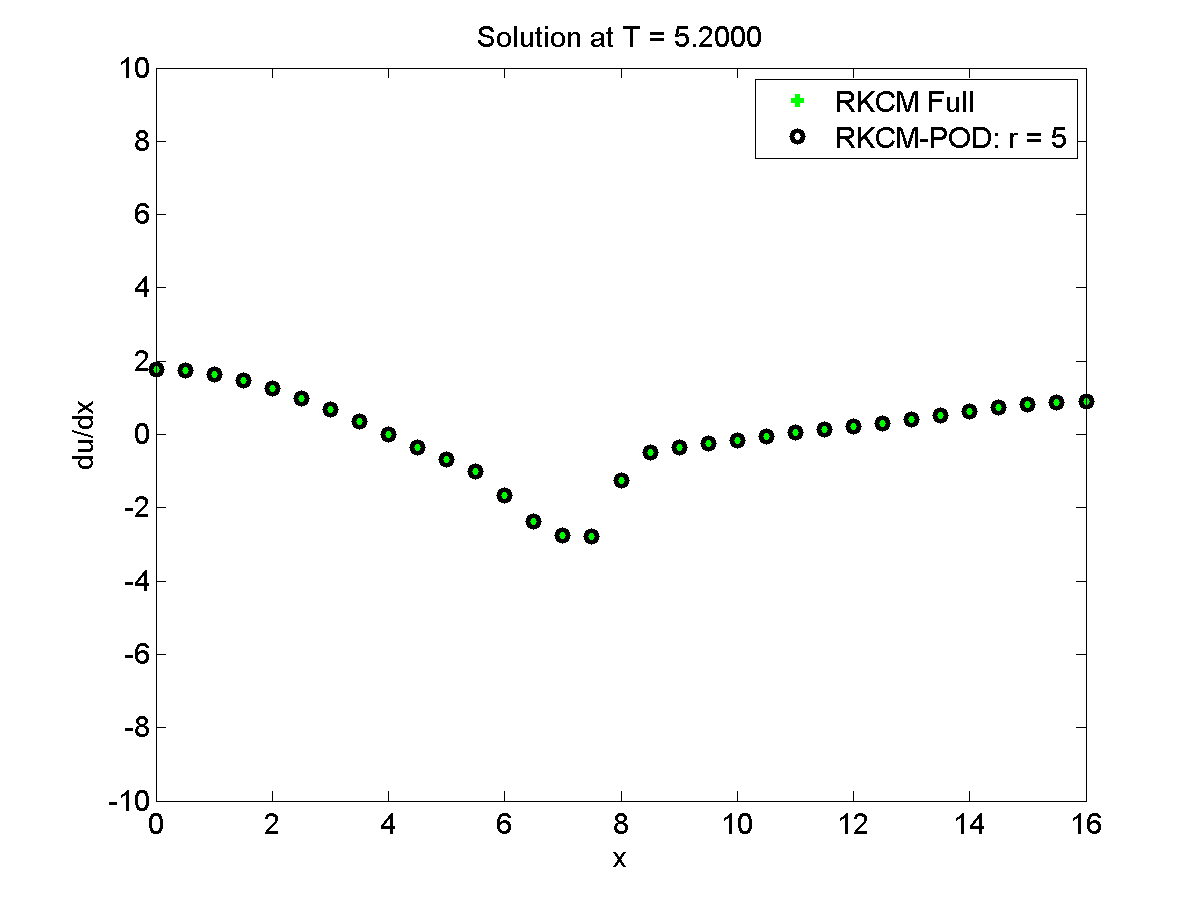 Solution at T = 5.2000
RKCM Full
RKCM-POD: r = 5
10
8
6
4
2
0
-2
-4
-6
-8
-10
du/dx
0 2 4 6 8 10 12 14 16
x